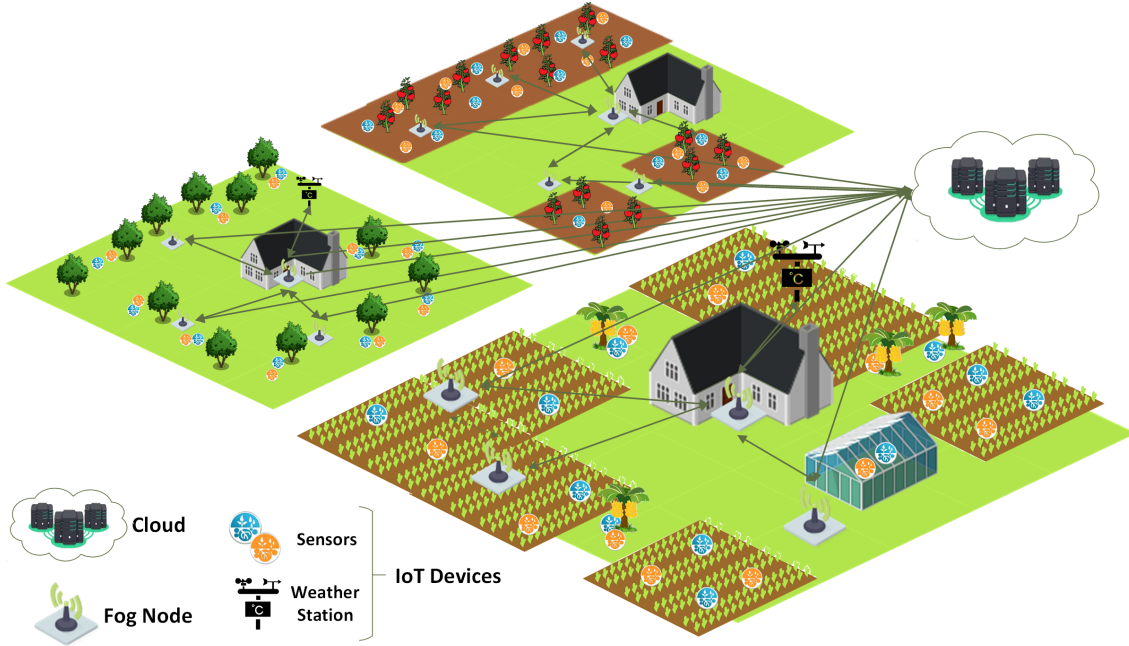 °C
°C
Cloud
Sensors
IoT Devices
Weather
Station
°C
Fog Node